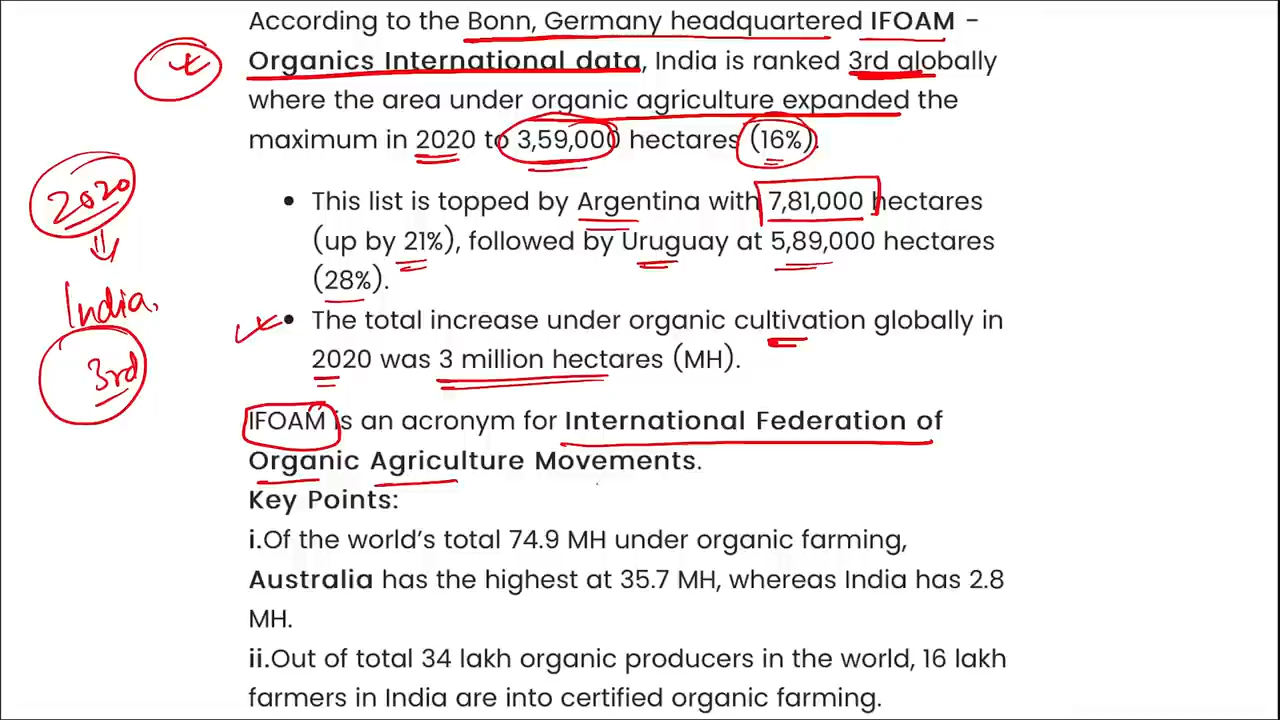 According to the Bonn, Germany headquartered IFOAM -
Organics International data, India is ranked 3rd globally
where the area under organic agriculture expanded the
maximum in 2020 to 3,59,000 hectares (16%).
2020
India.
3rd
• This list is topped by Argentina with 7,81,000 hectares
(up by 21%), followed by Uruguay at 5,89,000 hectares
(28%).
• The total increase under organic cultivation globally in
2020 was 3 million hectares (MH).
IFOAM is an acronym for International Federation of
Organic Agriculture Movements.
Key Points:
i.Of the world's total 74.9 MH under organic farming,
Australia has the highest at 35.7 MH, whereas India has 2.8
MH.
ii.Out of total 34 lakh organic producers in the world, 16 lakh
farmers in India are into certified organic farming.